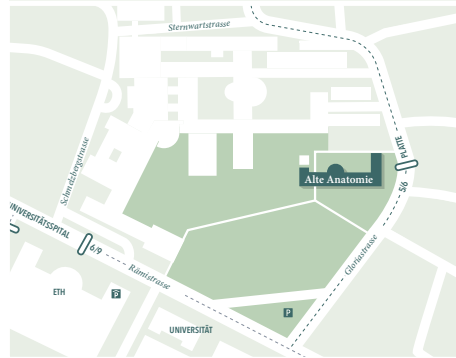 Sternwartstrasse
Schmelzbergstrasse
PLATTE
5/6
Alte Anatomie
UNIVERSITÄTSSPITAL
6/9
Rämistrasse
Gloriastrasse
ETH
P
P
UNIVERSITÄT